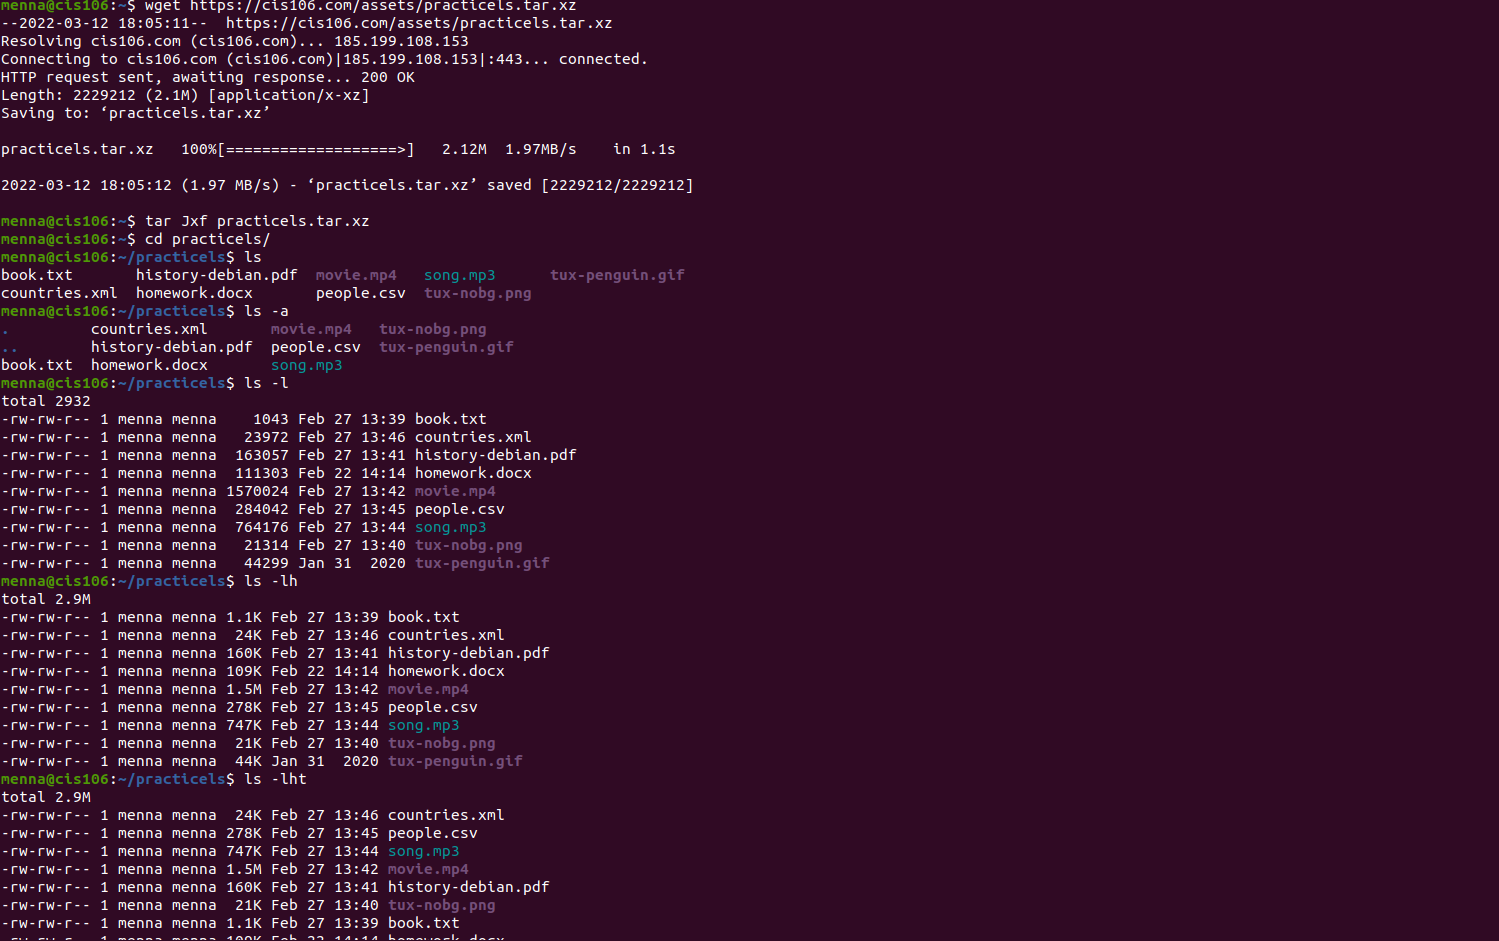 menna@cis106:~$ wget https://cis106.com/assets/practicels.tar.xz
--2022-03-12 18:05:11--  https://cis106.com/assets/practicels.tar.xz
Resolving cis106.com (cis106.com)... 185.199.108.153
Connecting to cis106.com (cis106.com)|185.199.108.153|:443... connected.
HTTP request sent, awaiting response... 200 OK
Length: 2229212 (2.1M) [application/x-xz]
Saving to: ‘practicels.tar.xz’
practicels.tar.xz   100%[===================>]   2.12M  1.97MB/s    in 1.1s
2022-03-12 18:05:12 (1.97 MB/s) - ‘practicels.tar.xz’ saved [2229212/2229212]
menna@cis106:~$ tar Jxf practicels.tar.xz
menna@cis106:~$ cd practicels/
menna@cis106:~/practicels$ ls
book.txt       history-debian.pdf  movie.mp4   song.mp3      tux-penguin.gif
countries.xml  homework.docx       people.csv  tux-nobg.png
menna@cis106:~/practicels$ ls -a
.         countries.xml       movie.mp4   tux-nobg.png
..        history-debian.pdf  people.csv  tux-penguin.gif
book.txt  homework.docx       song.mp3
menna@cis106:~/practicels$ ls -l
total 2932
-rw-rw-r-- 1 menna menna    1043 Feb 27 13:39 book.txt
-rw-rw-r-- 1 menna menna   23972 Feb 27 13:46 countries.xml
-rw-rw-r-- 1 menna menna  163057 Feb 27 13:41 history-debian.pdf
-rw-rw-r-- 1 menna menna  111303 Feb 22 14:14 homework.docx
-rw-rw-r-- 1 menna menna 1570024 Feb 27 13:42 movie.mp4
-rw-rw-r-- 1 menna menna  284042 Feb 27 13:45 people.csv
-rw-rw-r-- 1 menna menna  764176 Feb 27 13:44 song.mp3
-rw-rw-r-- 1 menna menna   21314 Feb 27 13:40 tux-nobg.png
-rw-rw-r-- 1 menna menna   44299 Jan 31  2020 tux-penguin.gif
menna@cis106:~/practicels$ ls -lh
total 2.9M
-rw-rw-r-- 1 menna menna 1.1K Feb 27 13:39 book.txt
-rw-rw-r-- 1 menna menna  24K Feb 27 13:46 countries.xml
-rw-rw-r-- 1 menna menna 160K Feb 27 13:41 history-debian.pdf
-rw-rw-r-- 1 menna menna 109K Feb 22 14:14 homework.docx
-rw-rw-r-- 1 menna menna 1.5M Feb 27 13:42 movie.mp4
-rw-rw-r-- 1 menna menna 278K Feb 27 13:45 people.csv
-rw-rw-r-- 1 menna menna 747K Feb 27 13:44 song.mp3
-rw-rw-r-- 1 menna menna  21K Feb 27 13:40 tux-nobg.png
-rw-rw-r-- 1 menna menna  44K Jan 31  2020 tux-penguin.gif
menna@cis106:~/practicels$ ls -lht
total 2.9M
-rw-rw-r-- 1 menna menna  24K Feb 27 13:46 countries.xml
-rw-rw-r-- 1 menna menna 278K Feb 27 13:45 people.csv
-rw-rw-r-- 1 menna menna 747K Feb 27 13:44 song.mp3
-rw-rw-r-- 1 menna menna 1.5M Feb 27 13:42 movie.mp4
-rw-rw-r-- 1 menna menna 160K Feb 27 13:41 history-debian.pdf
-rw-rw-r-- 1 menna menna  21K Feb 27 13:40 tux-nobg.png
-rw-rw-r-- 1 menna menna 1.1K Feb 27 13:39 book.txt
-rw-rw-r-- 1 menna menna 109K Feb 22 14:14 homework.docx